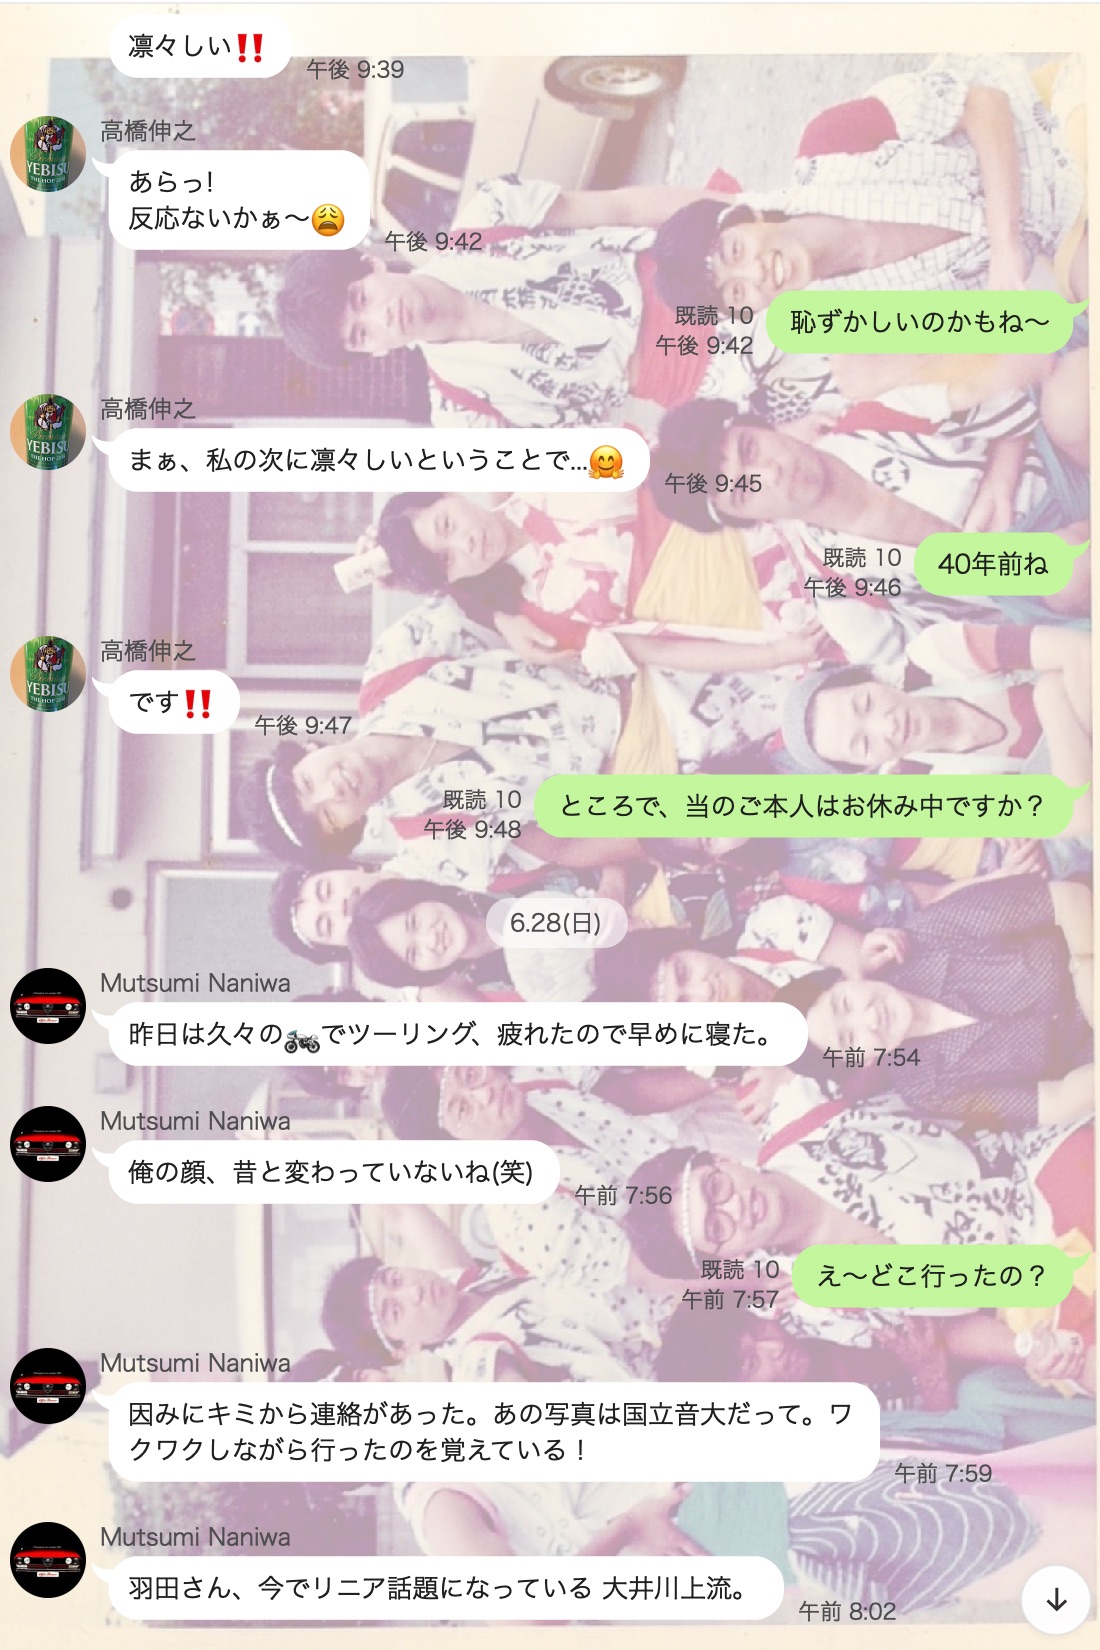 凛々しい‼️
午後 9:39
高橋伸之
あらっ!
反応ないかぁ〜😩
午後 9:42
既読 10
午後 9:42
恥ずかしいのかもね〜
高橋伸之
まぁ、私の次に凛々しいということで...🤗
午後 9:45
既読 10
午後 9:46
40年前ね
高橋伸之
です‼️
午後 9:47
既読 10
午後 9:48
ところで、当のご本人はお休み中ですか？
6.28(日)
Mutsumi Naniwa
昨日は久々の🏍でツーリング、疲れたので早めに寝た。
午前 7:54
Mutsumi Naniwa
俺の顔、昔と変わっていないね(笑)
午前 7:56
既読 10
午前 7:57
え〜どこ行ったの？
Mutsumi Naniwa
因みにキミから連絡があった。あの写真は国立音大だって。ワ
クワクしながら行ったのを覚えている！
午前 7:59
Mutsumi Naniwa
羽田さん、今でリニア話題になっている 大井川上流。
午前 8:02
YEBISU
YEBISU
YEBISU